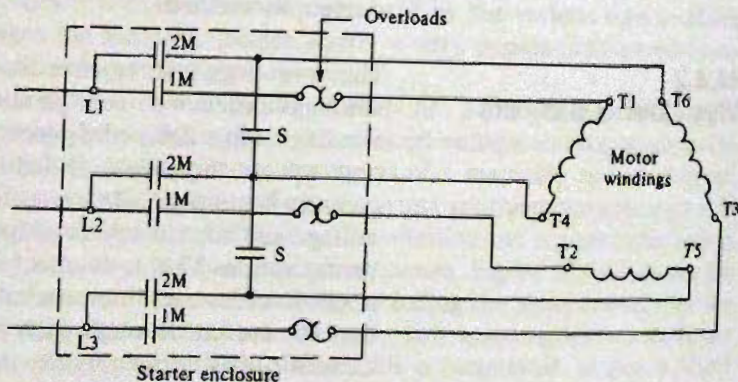 Overloads
2M
1M
L1
T1
T6
S
Motor
windings
2M
1M
L2
T4
T3
T2
T5
S
2M
1M
L3
Starter enclosure